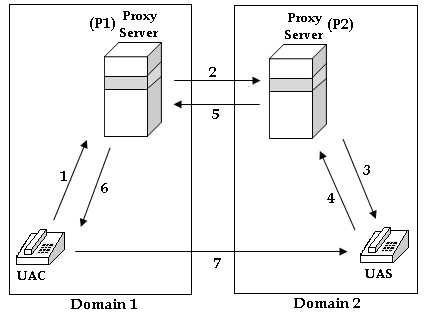 (P1) Proxy
Server
Proxy
Server (P2)
2
5
1
6
3
4
7
UAC
UAS
Domain 1
Domain 2